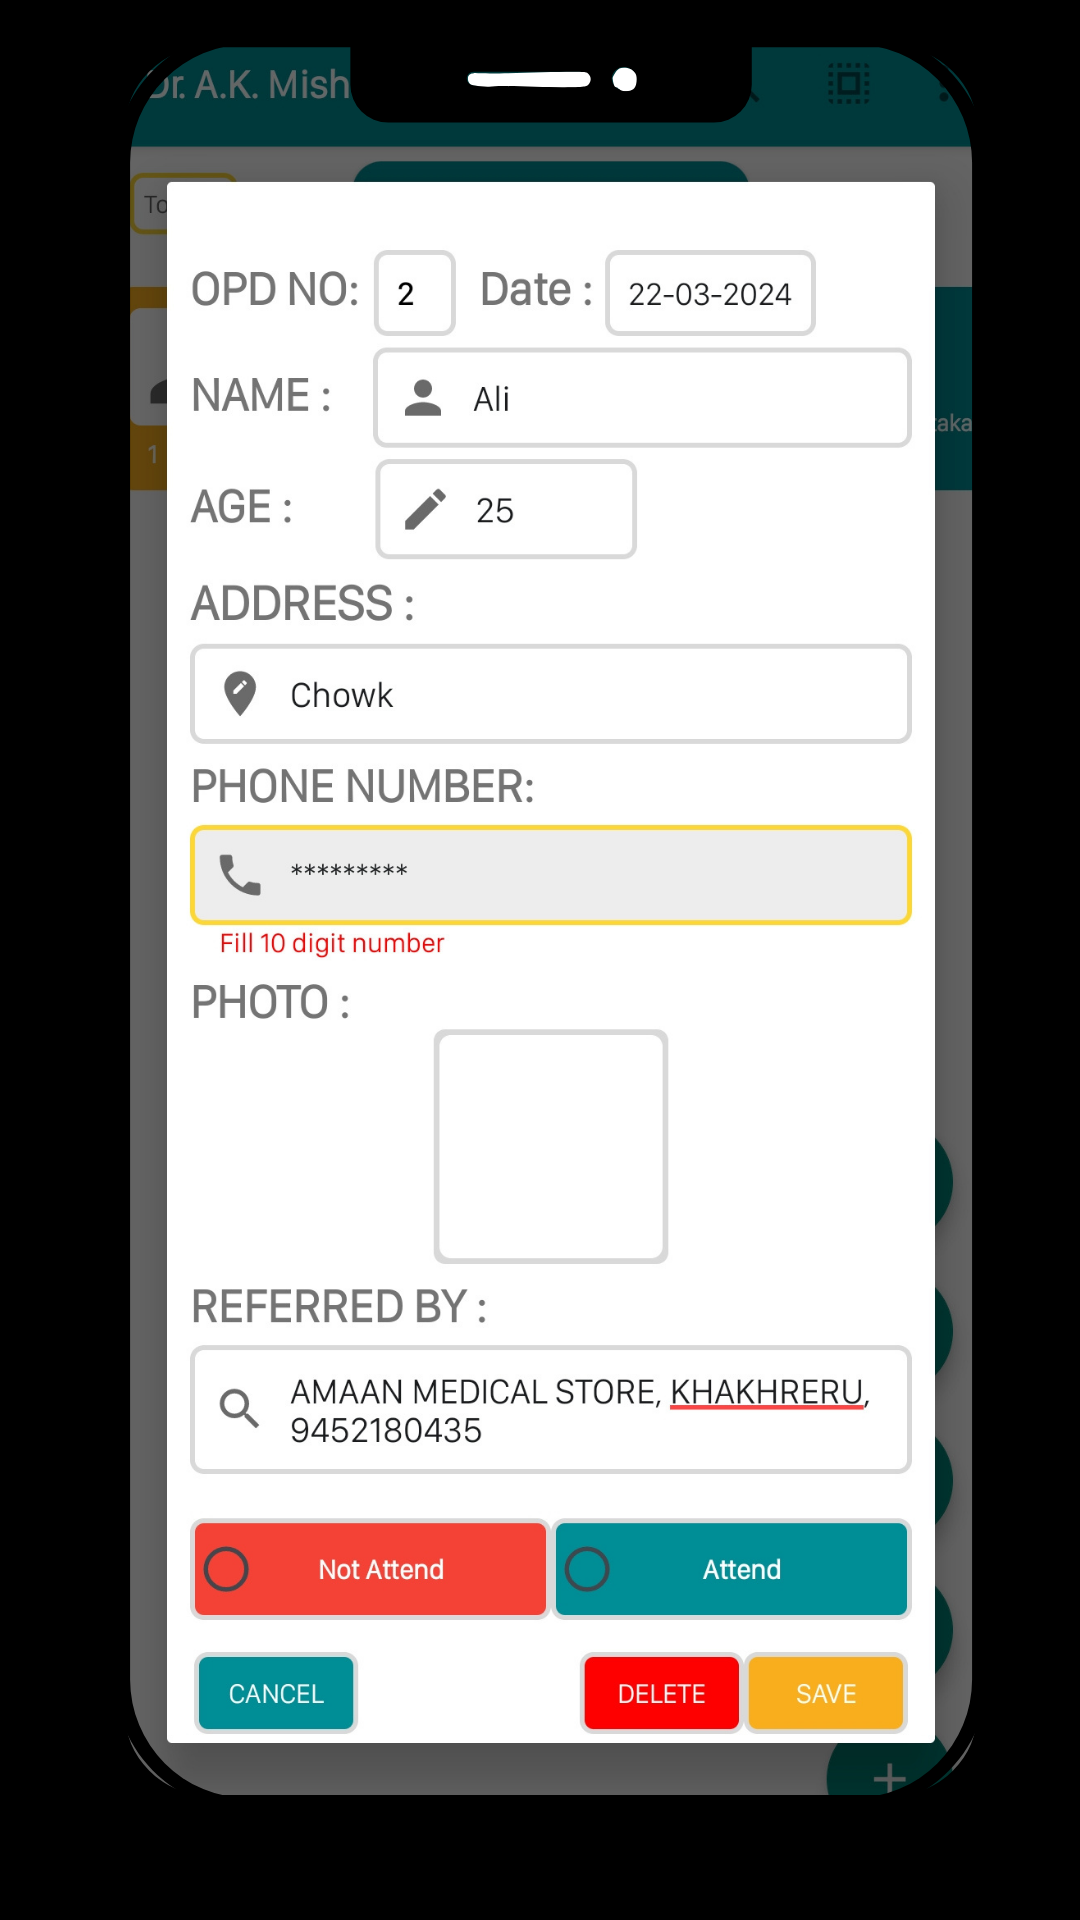 Dr. A.K. Mish
To
OPD NO: 2 Date : 22-03-2024
NAME : Ali
1
AGE : 25
ADDRESS :
Chowk
PHONE NUMBER:
*********
Fill 10 digit number
PHOTO :
REFERRED BY :
AMAAN MEDICAL STORE, KHAKHRERU,
9452180435
Not Attend Attend
CANCEL DELETE SAVE